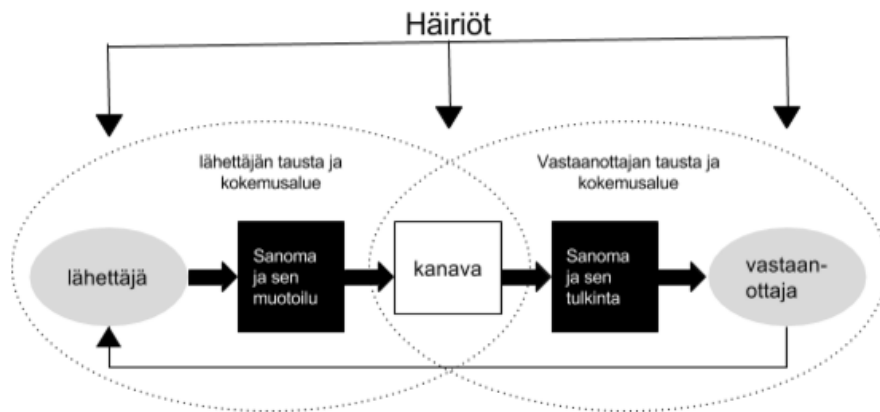 Häiriöt
lähettäjän tausta ja
kokemusalue
Vastaanottajan tausta ja
kokemusalue
lähettäjä
Sanoma
ja sen
muotoilu
kanava
Sanoma
ja sen
tulkinta
vastaan-
ottaja